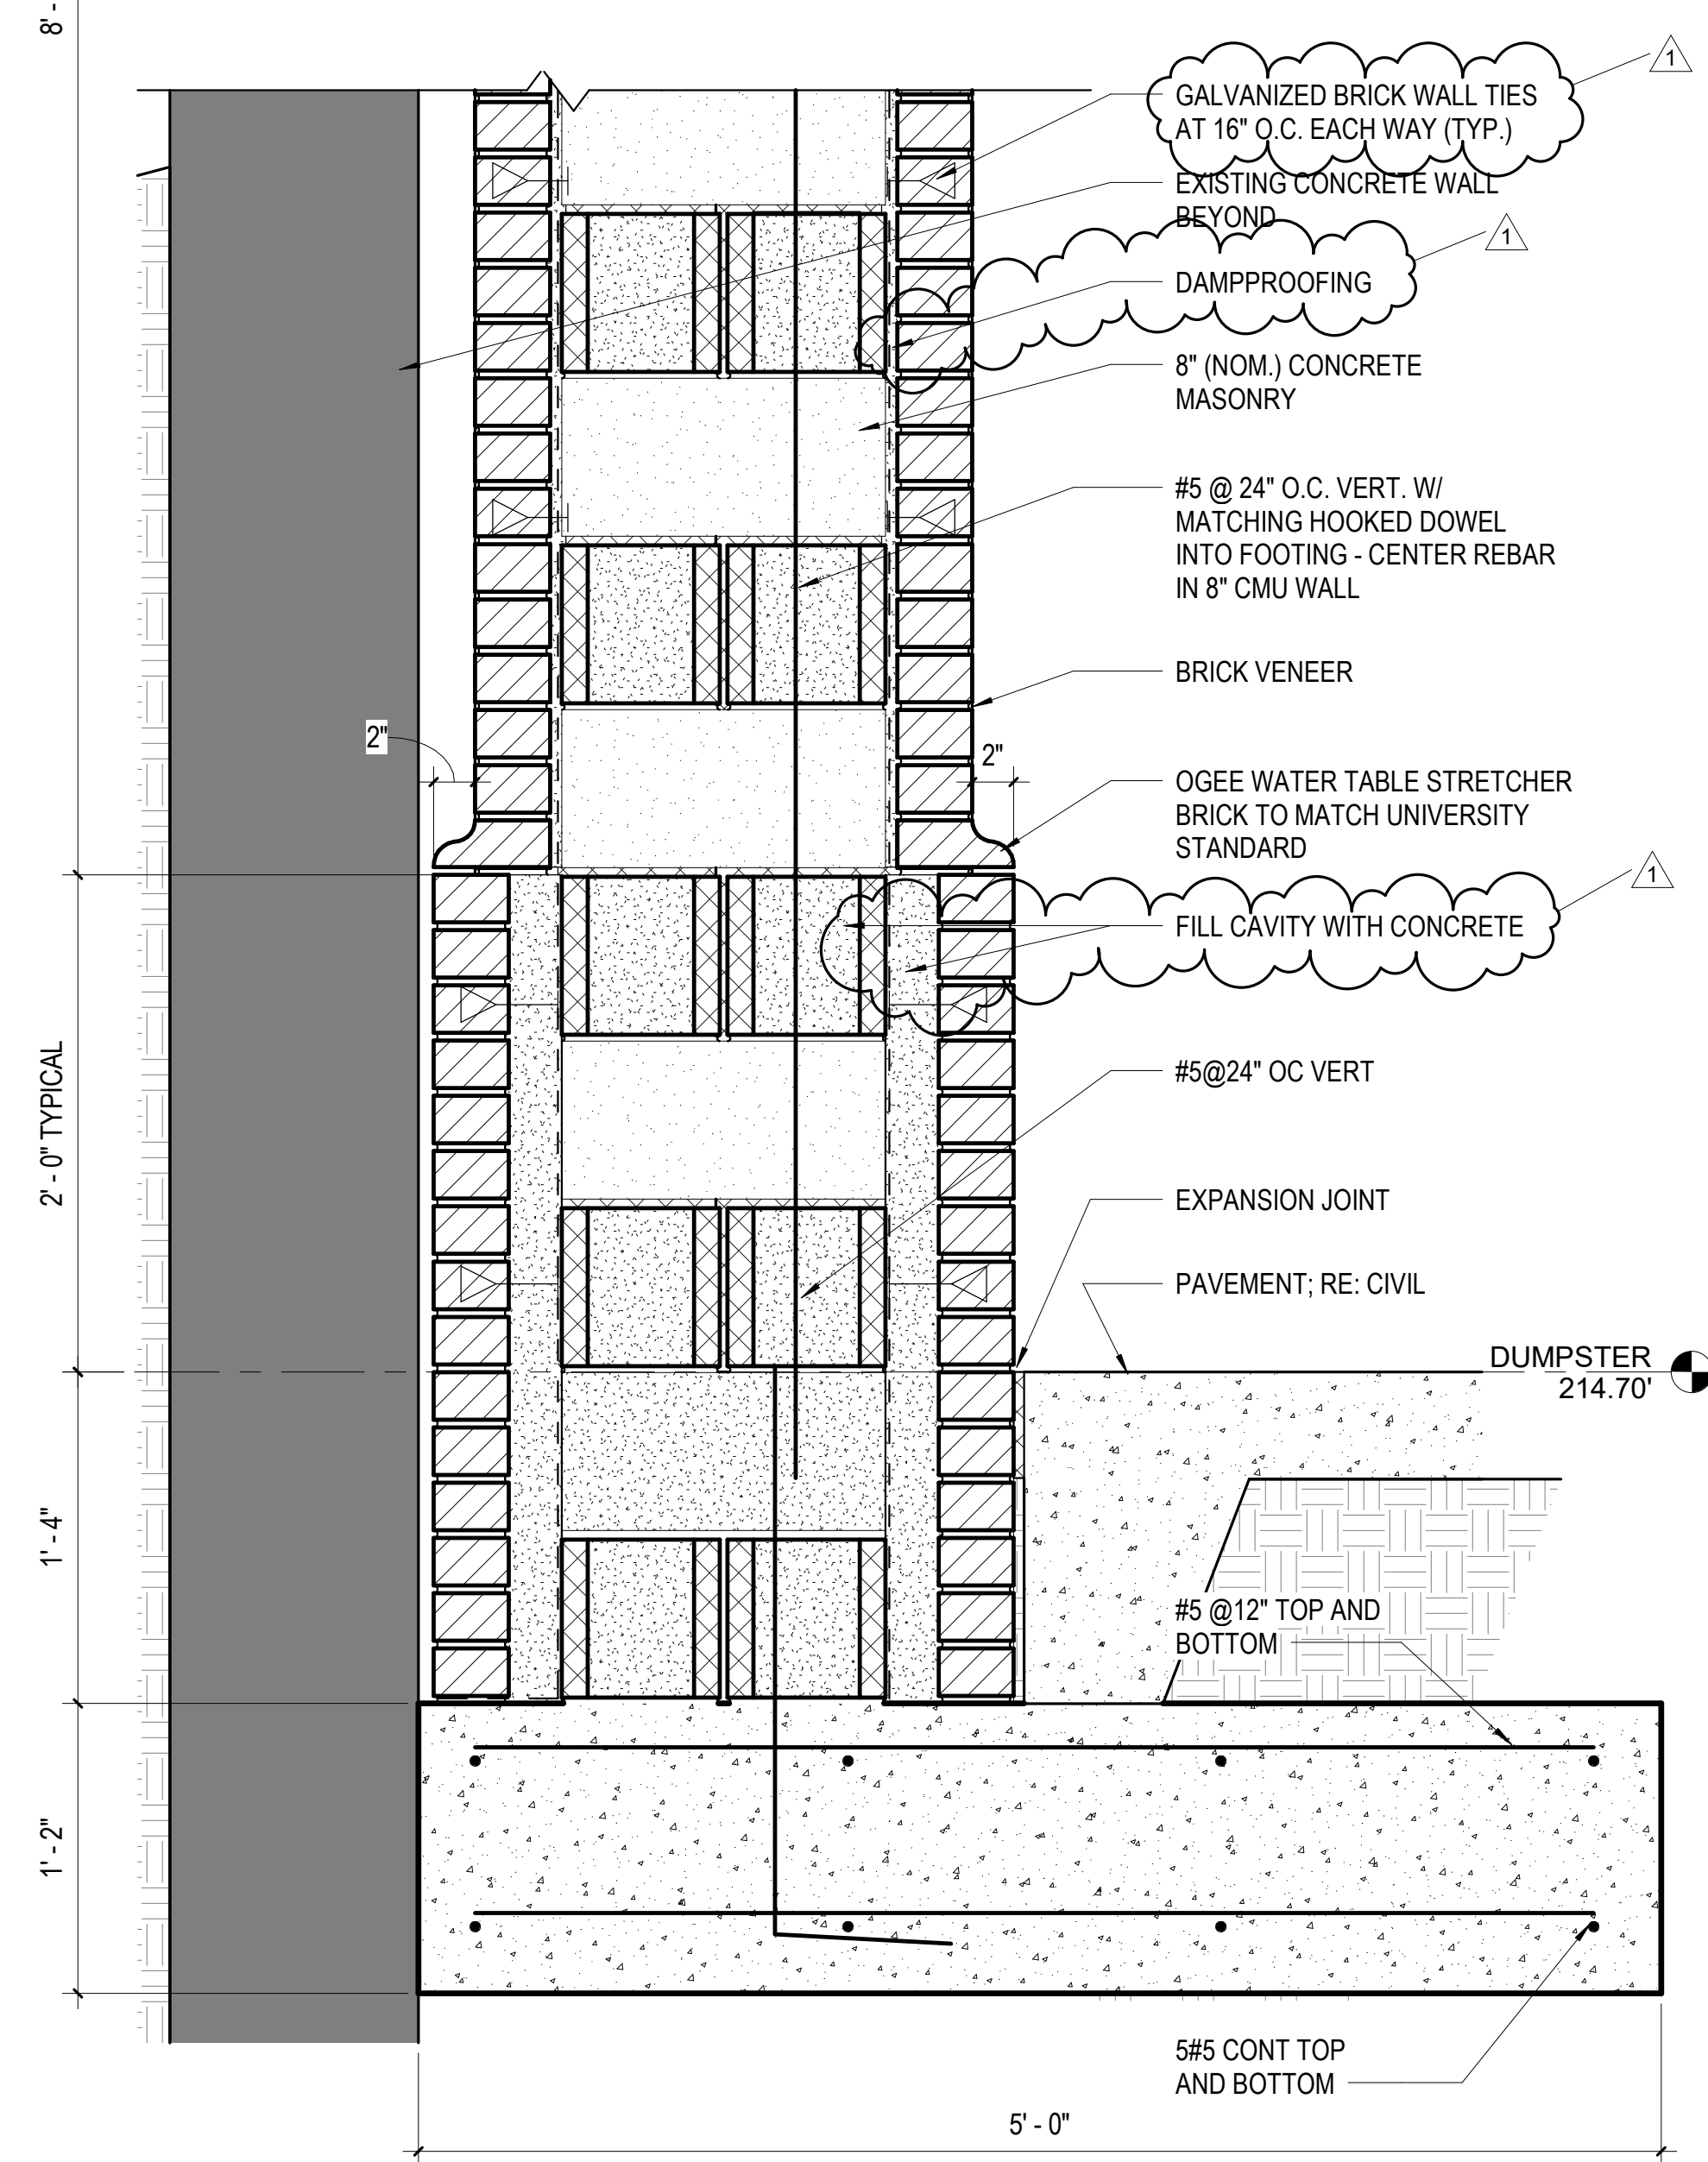 8' -
1
GALVANIZED BRICK WALL TIES
AT 16" O.C. EACH WAY (TYP.)
EXISTING CONCRETE WALL
BEYOND
1
DAMPPROOFING
8" (NOM.) CONCRETE
MASONRY
#5 @ 24" O.C. VERT. W/
MATCHING HOOKED DOWEL
INTO FOOTING - CENTER REBAR
IN 8" CMU WALL
BRICK VENEER
2"
2"
OGEE WATER TABLE STRETCHER
BRICK TO MATCH UNIVERSITY
STANDARD
1
FILL CAVITY WITH CONCRETE
#5@24" OC VERT
2' - 0" TYPICAL
EXPANSION JOINT
PAVEMENT; RE: CIVIL
DUMPSTER
214.70'
1' - 4"
#5 @12" TOP AND
BOTTOM
1' - 2"
5#5 CONT TOP
AND BOTTOM
5' - 0"